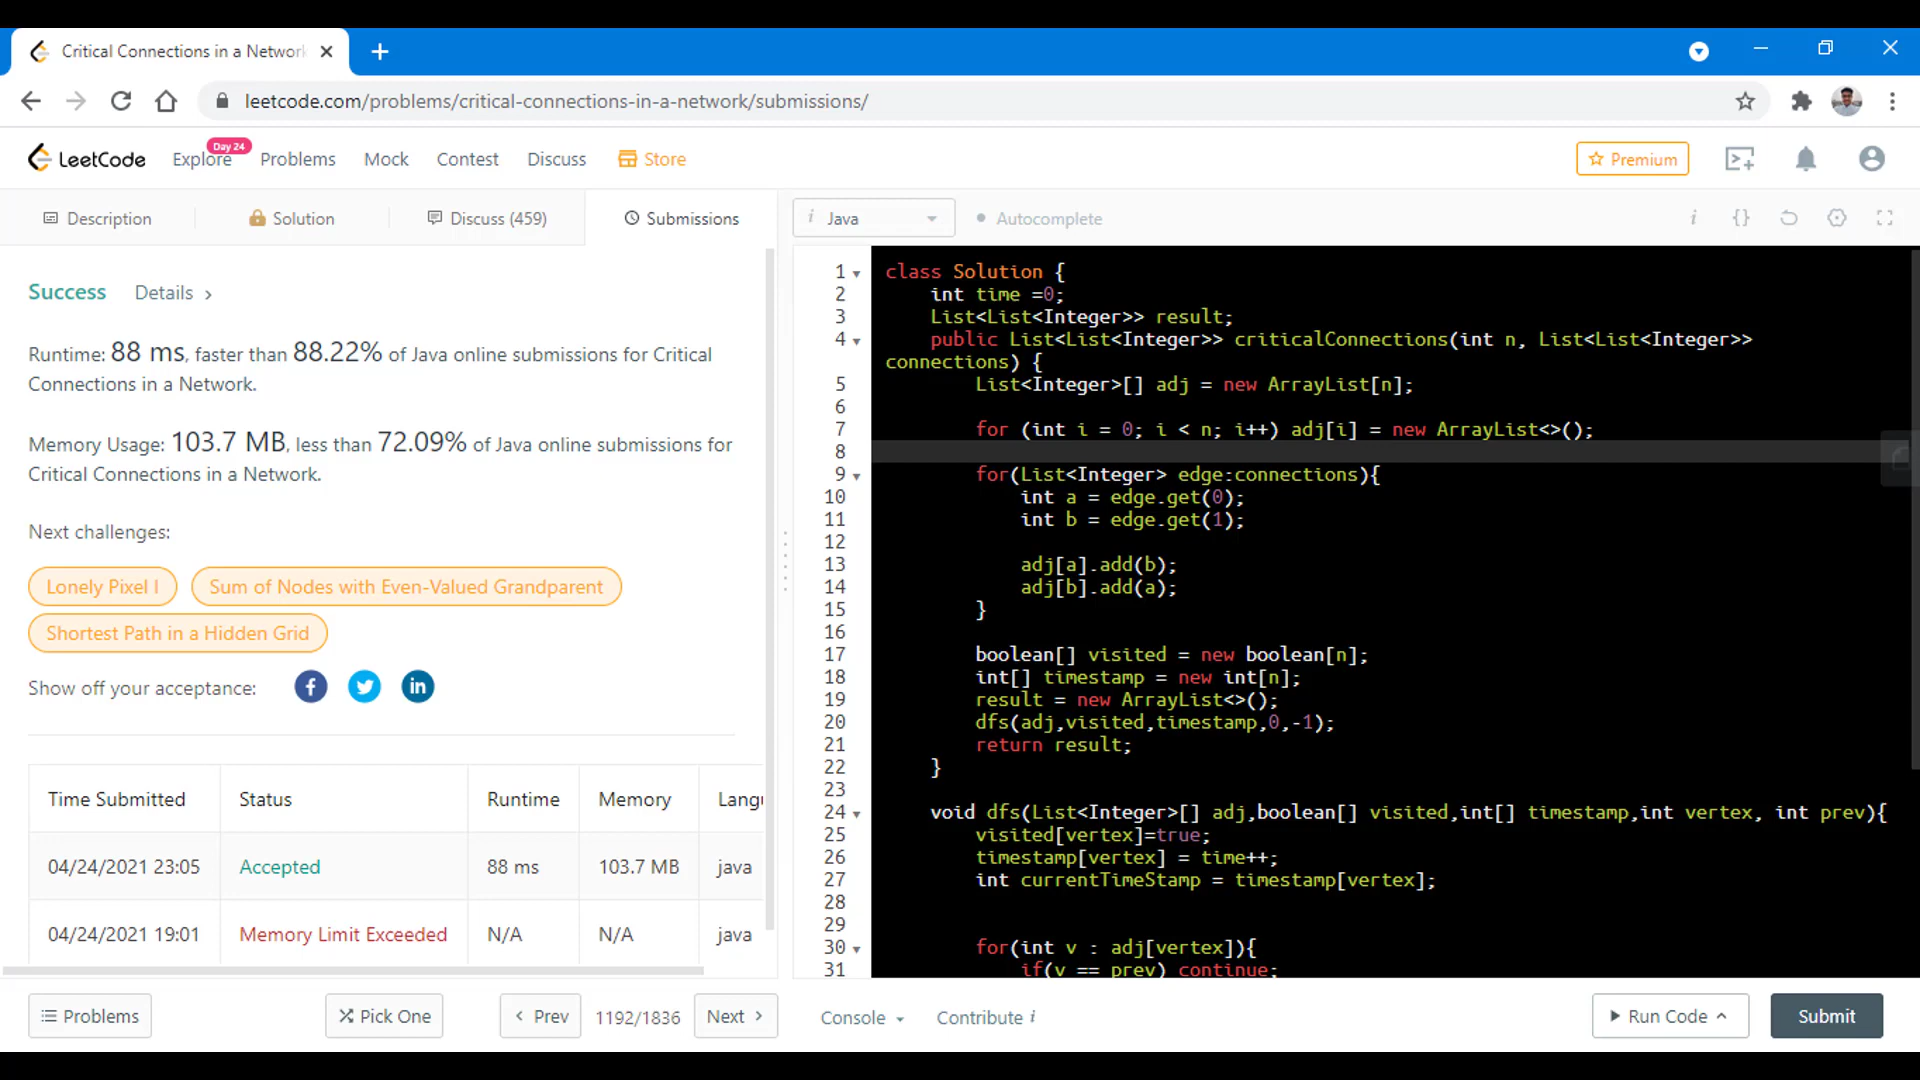 Critical Connections in a Network
leetcode.com/problems/critical-connections-in-a-network/submissions/
LeetCode
Explore
Day 24
Problems
Mock
Contest
Discuss
Store
Premium
Description
Solution
Discuss (459)
Submissions
i Java
Autocomplete
Success
Details
Runtime: 88 ms, faster than 88.22% of Java online submissions for Critical
Connections in a Network.
Memory Usage: 103.7 MB, less than 72.09% of Java online submissions for
Critical Connections in a Network.
Next challenges:
Lonely Pixel I
Sum of Nodes with Even-Valued Grandparent
Shortest Path in a Hidden Grid
Show off your acceptance:
Time Submitted Status Runtime Memory Langu
04/24/2021 23:05 Accepted 88 ms 103.7 MB java
04/24/2021 19:01 Memory Limit Exceeded N/A N/A java
1 class Solution {
2 int time =0;
3 List<List<Integer>> result;
4 public List<List<Integer>> criticalConnections(int n, List<List<Integer>>
connections) {
5 List<Integer>[] adj = new ArrayList[n];
6
7 for (int i = 0; i < n; i++) adj[i] = new ArrayList<>();
8
9 for(List<Integer> edge:connections){
10 int a = edge.get(0);
11 int b = edge.get(1);
12
13 adj[a].add(b);
14 adj[b].add(a);
15 }
16
17 boolean[] visited = new boolean[n];
18 int[] timestamp = new int[n];
19 result = new ArrayList<>();
20 dfs(adj,visited,timestamp,0,-1);
21 return result;
22 }
23
24 void dfs(List<Integer>[] adj,boolean[] visited,int[] timestamp,int vertex, int prev){
25 visited[vertex]=true;
26 timestamp[vertex] = time++;
27 int currentTimeStamp = timestamp[vertex];
28
29
30 for(int v : adj[vertex]){
31 if(v == prev) continue;
Problems
Pick One
Prev
1192/1836
Next
Console
Contribute i
Run Code
Submit